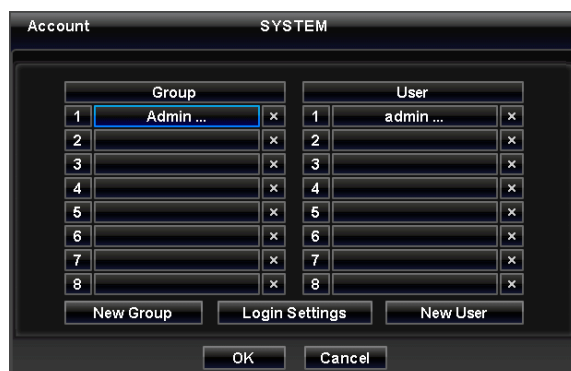 Account SYSTEM
Group User
1 Admin ... × 1 admin ... ×
2 × 2 ×
3 × 3 ×
4 × 4 ×
5 × 5 ×
6 × 6 ×
7 × 7 ×
8 × 8 ×
New Group Login Settings New User
OK Cancel